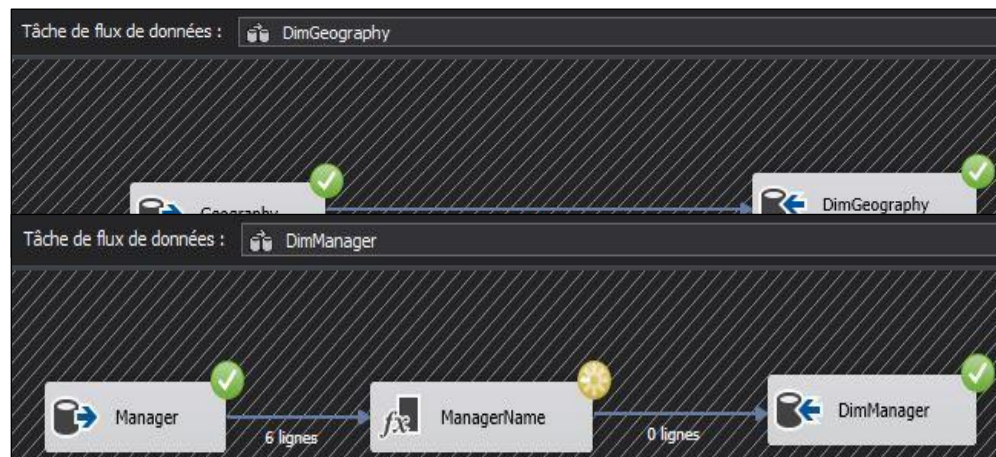 Tâche de flux de données : DimGeography
Geography DimGeography
Tâche de flux de données : DimManager
Manager 6 lignes ManagerName 0 lignes DimManager